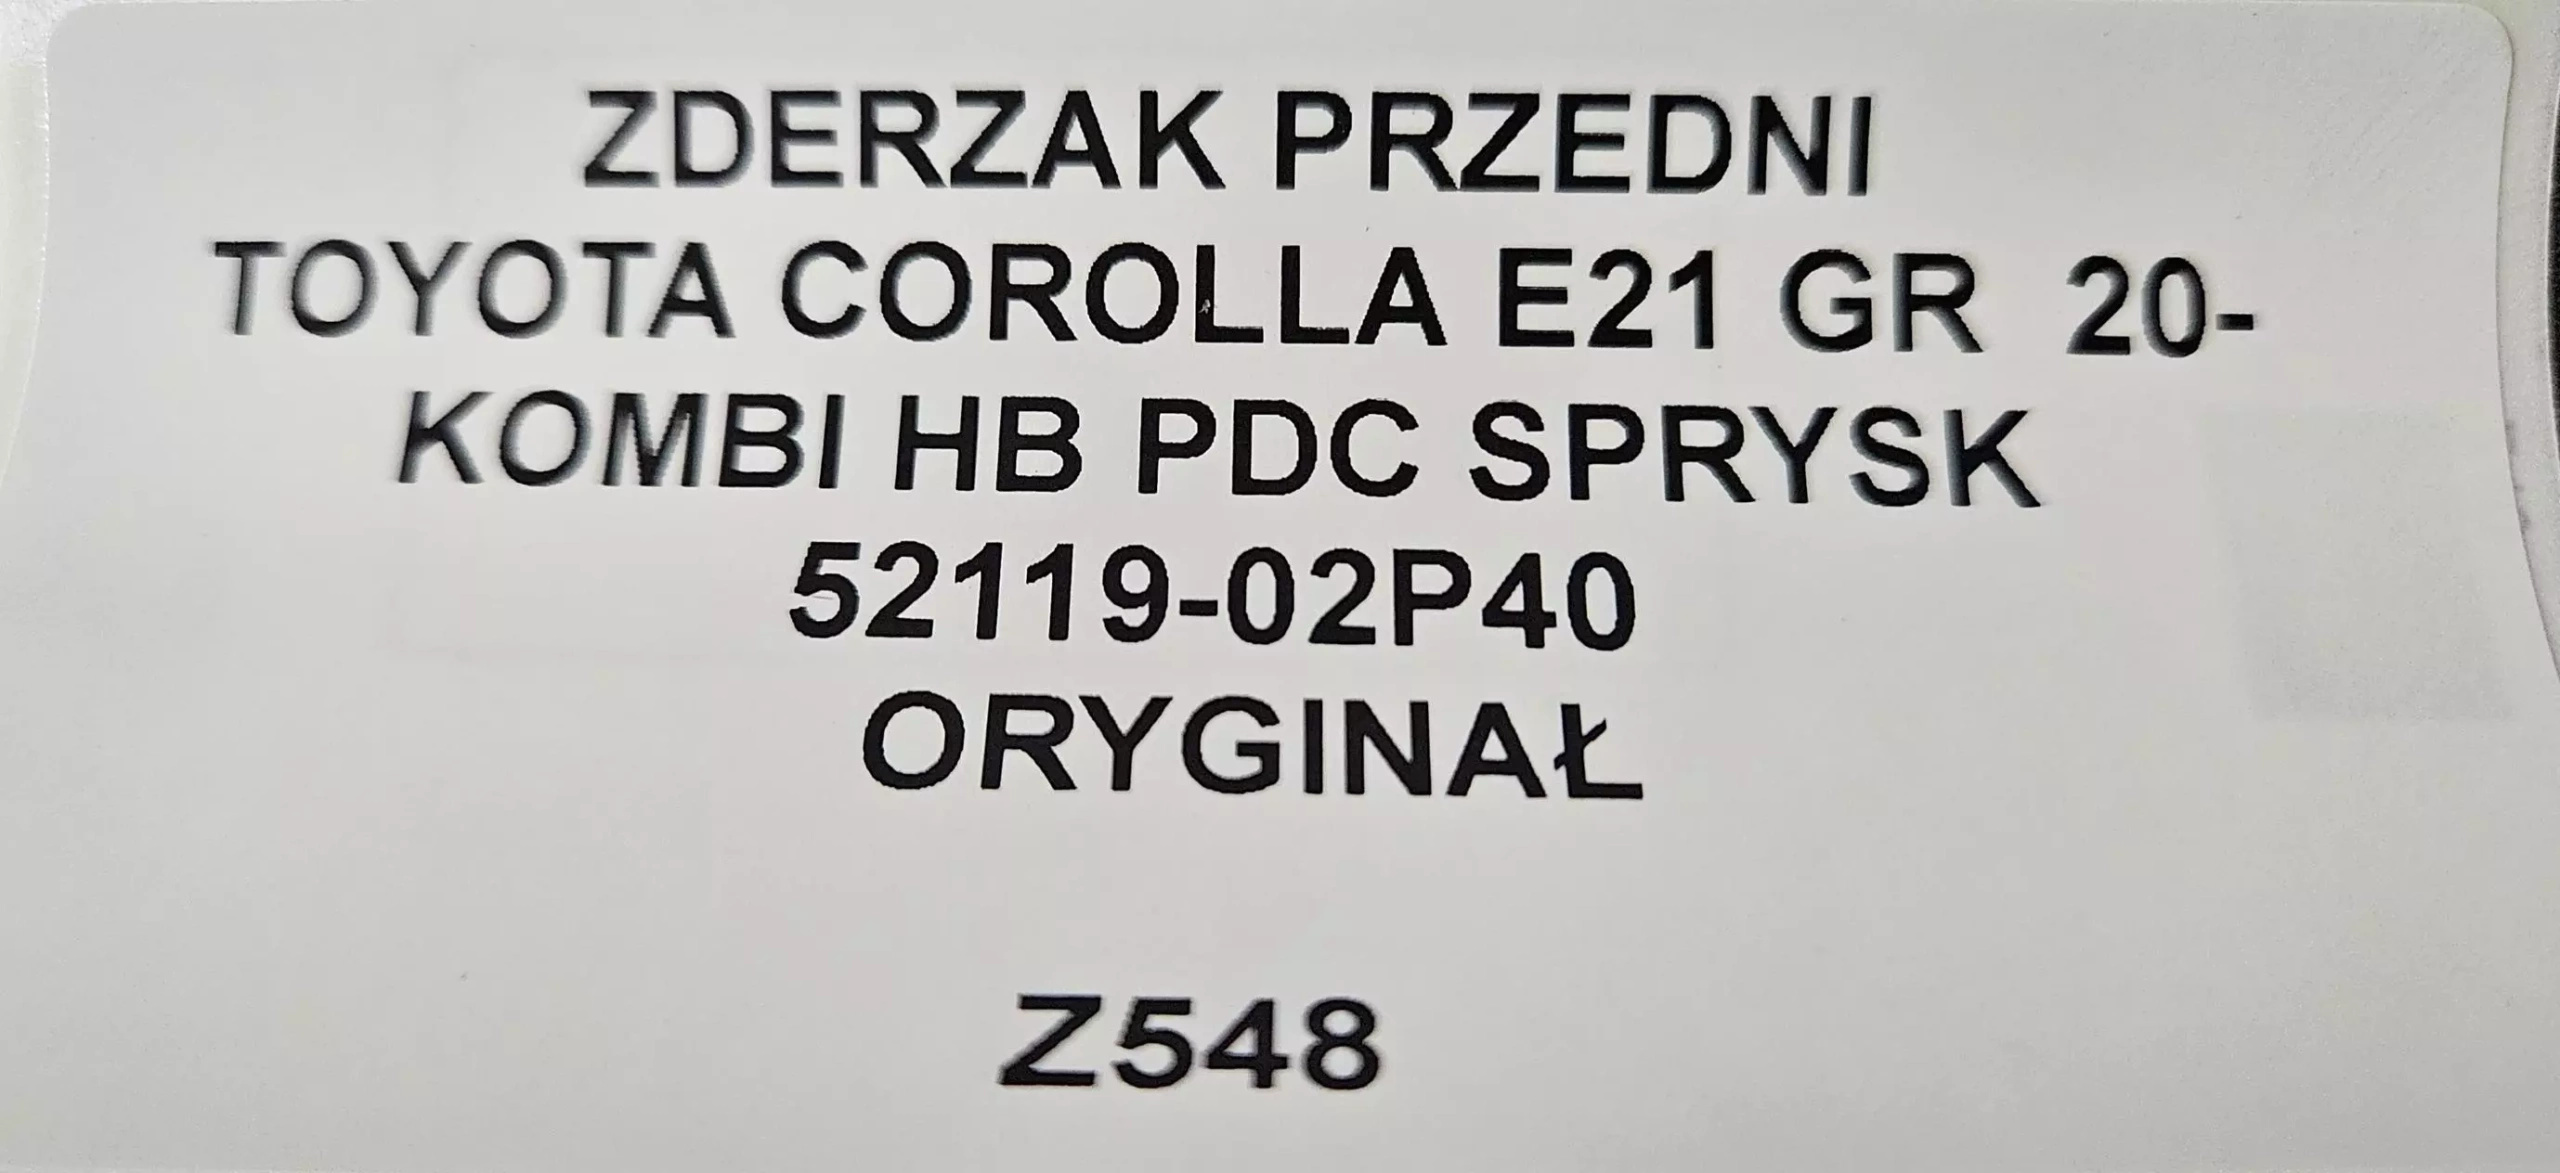 ZDERZAK PRZEDNI
TOYOTA COROLLA E21 GR 20-
KOMBI HB PDC SPRYSK
52119-02P40
ORYGINAŁ
Z548